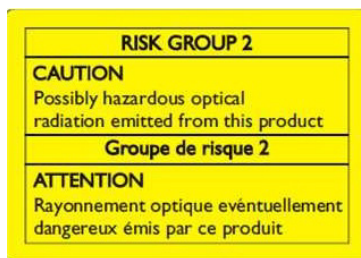 RISK GROUP 2
CAUTION
Possibly hazardous optical
radiation emitted from this product
Groupe de risque 2
ATTENTION
Rayonnement optique evéntuellement
dangereux émis par ce produit